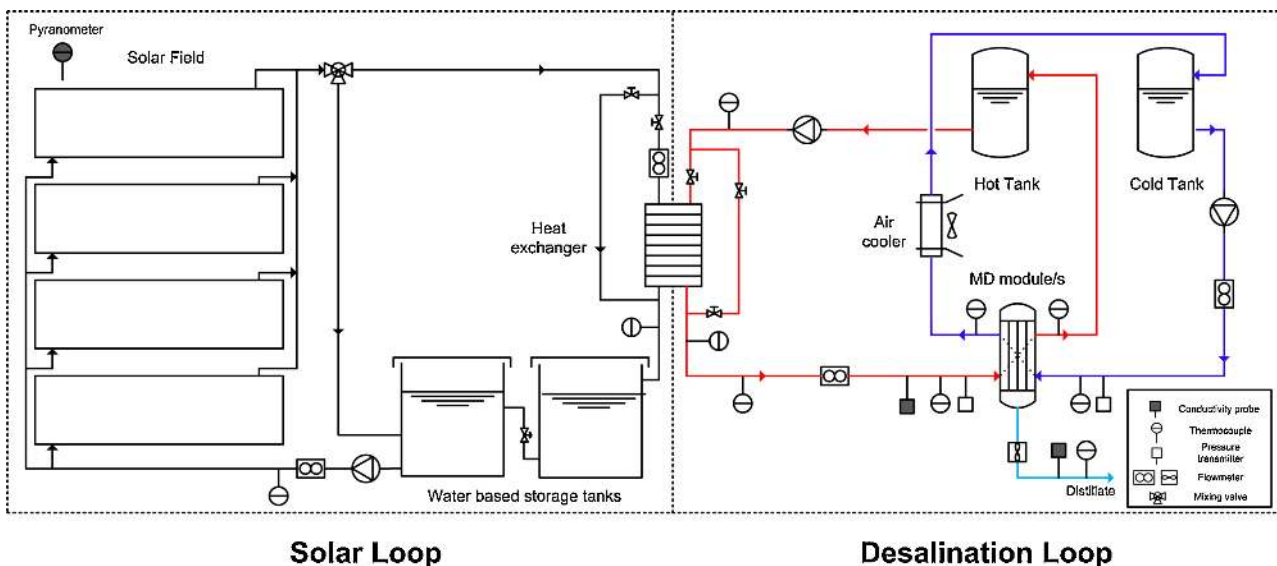 Pyranometer
Solar Field
Hot Tank
Cold Tank
Heat
exchanger
Air
cooler
MD module/s
Water based storage tanks
Distillate
Conductivity probe
Thermocouple
Pressure
transmitter
Flowmeter
Mixing valve
Solar Loop
Desalination Loop